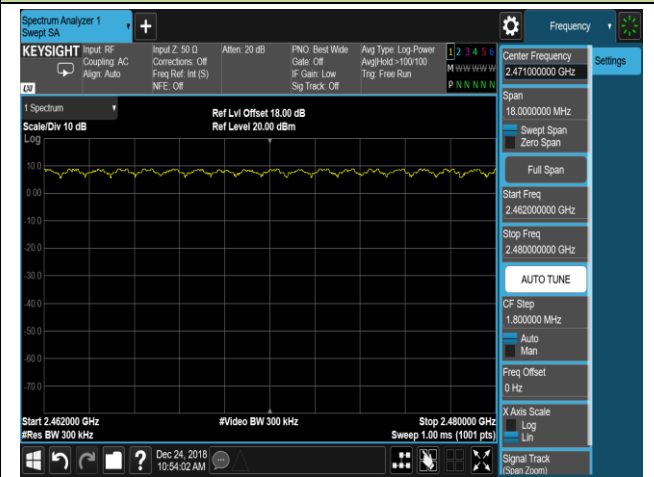 Spectrum Analyzer 1
Swept SA
+
Frequency
KEYSIGHT
Input: RF
Coupling: AC
Align: Auto
LXI
Input Z: 50 Ω
Corrections: Off
Freq Ref: Int (S)
NFE: Off
Atten: 20 dB
PNO: Best Wide
Gate: Off
IF Gain: Low
Sig Track: Off
Avg Type: Log-Power
Avg|Hold:>100/100
Trig: Free Run
1 2 3 4 5 6
M W W W W W
P N N N N N
1 Spectrum
Scale/Div 10 dB
Ref Lvl Offset 18.00 dB
Ref Level 20.00 dBm
Log
10.0
0.00
-10.0
-20.0
-30.0
-40.0
-50.0
-60.0
-70.0
Start 2.462000 GHz
#Res BW 300 kHz
#Video BW 300 kHz
Stop 2.480000 GHz
Sweep 1.00 ms (1001 pts)
?
Dec 24, 2018
10:54:02 AM
Center Frequency
2.471000000 GHz
Settings
Span
18.0000000 MHz
Swept Span
Zero Span
Full Span
Start Freq
2.462000000 GHz
Stop Freq
2.480000000 GHz
AUTO TUNE
CF Step
1.800000 MHz
Auto
Man
Freq Offset
0 Hz
X Axis Scale
Log
Lin
Signal Track
(Span Zoom)